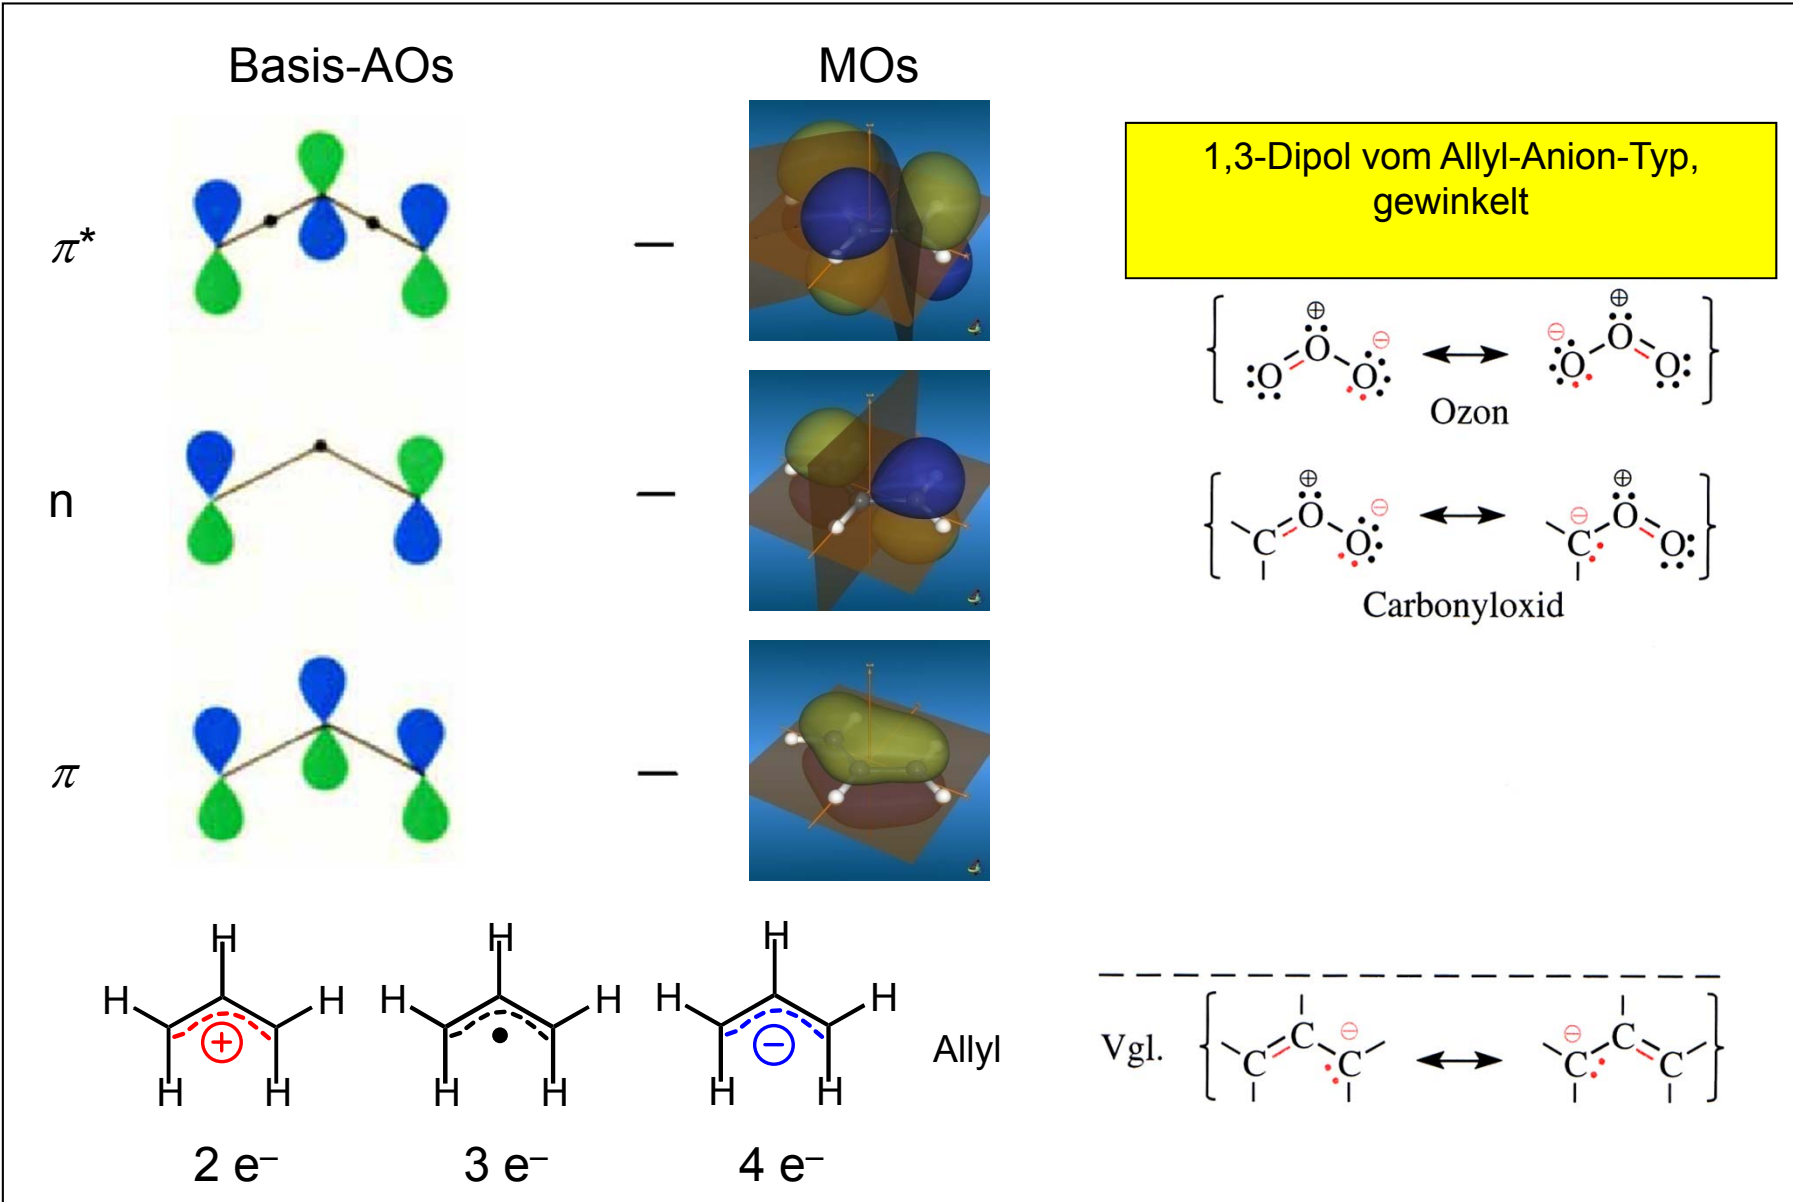 Basis-AOs
MOs
π*
n
π
1,3-Dipol vom Allyl-Anion-Typ,
gewinkelt
⊕
⊖
O
O
O
⊕
⊖
O
O
O
Ozon
⊕
⊖
C
O
O
⊕
⊖
C
O
O
Carbonyloxid
H
H
H
H
H
+
H
H
H
H
H
H
H
H
H
H
−
Allyl
2 e–
3 e–
4 e–
Vgl.
⊖
C
C
C
⊖
C
C
C